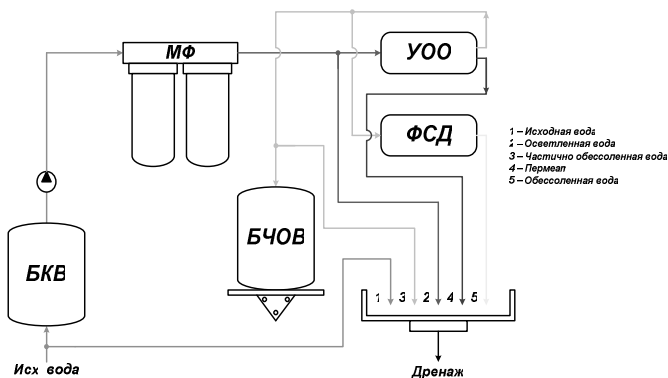 МФ
УОО
ФСД
1 – Исходная вода
2 – Осветленная вода
3 – Частично обессоленная вода
4 – Пермеат
5 – Обессоленная вода
БЧОВ
БКВ
1 3 2 4 5
Исх вода
Дренаж